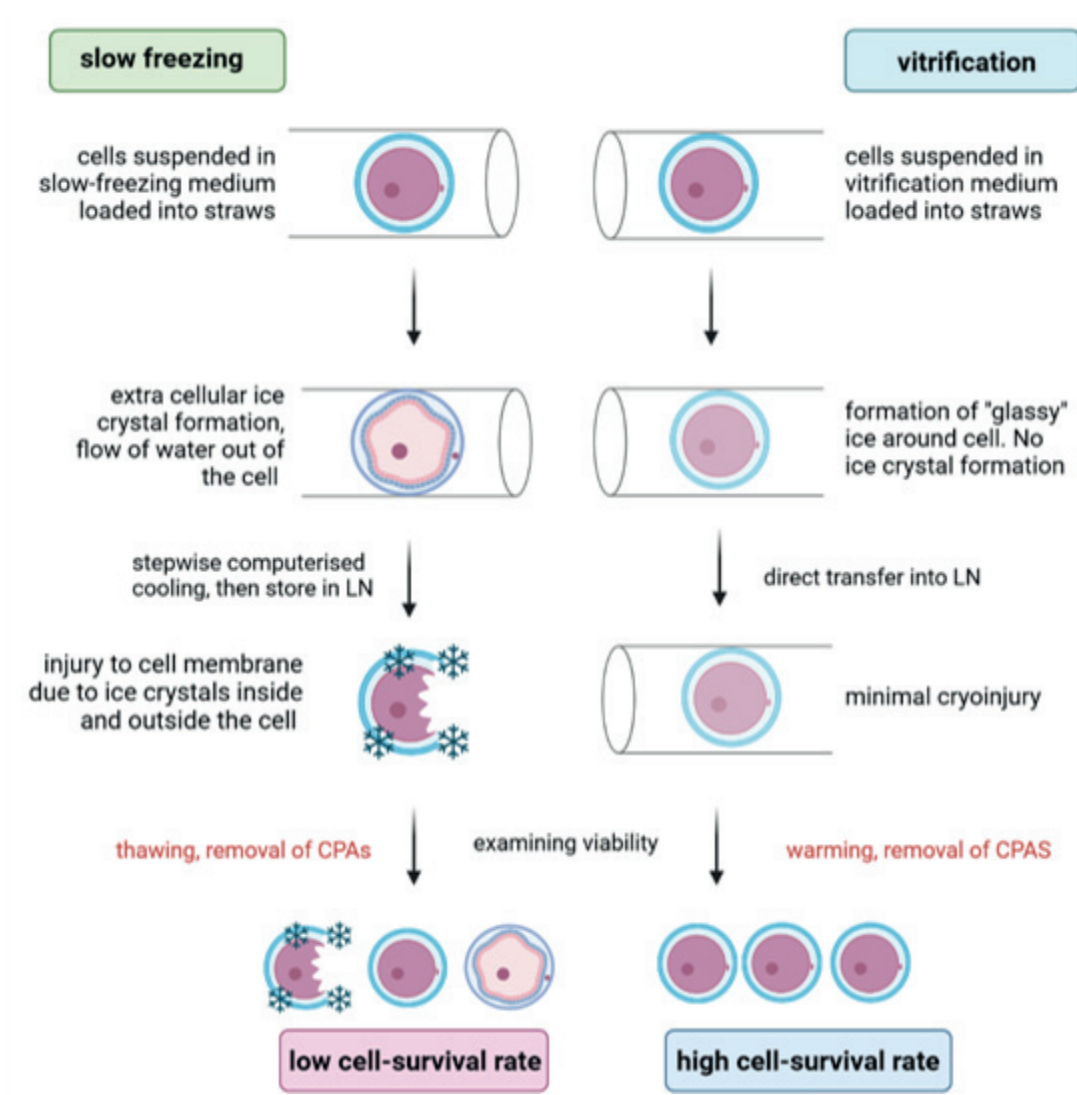 slow freezing
vitrification
cells suspended in
slow-freezing medium
loaded into straws
cells suspended in
vitrification medium
loaded into straws
extra cellular ice
crystal formation,
flow of water out of
the cell
formation of "glassy"
ice around cell. No
ice crystal formation
stepwise computerised
cooling, then store in LN
direct transfer into LN
injury to cell membrane
due to ice crystals inside
and outside the cell
minimal cryoinjury
thawing, removal of CPAs
examining viability
warming, removal of CPAS
low cell-survival rate
high cell-survival rate